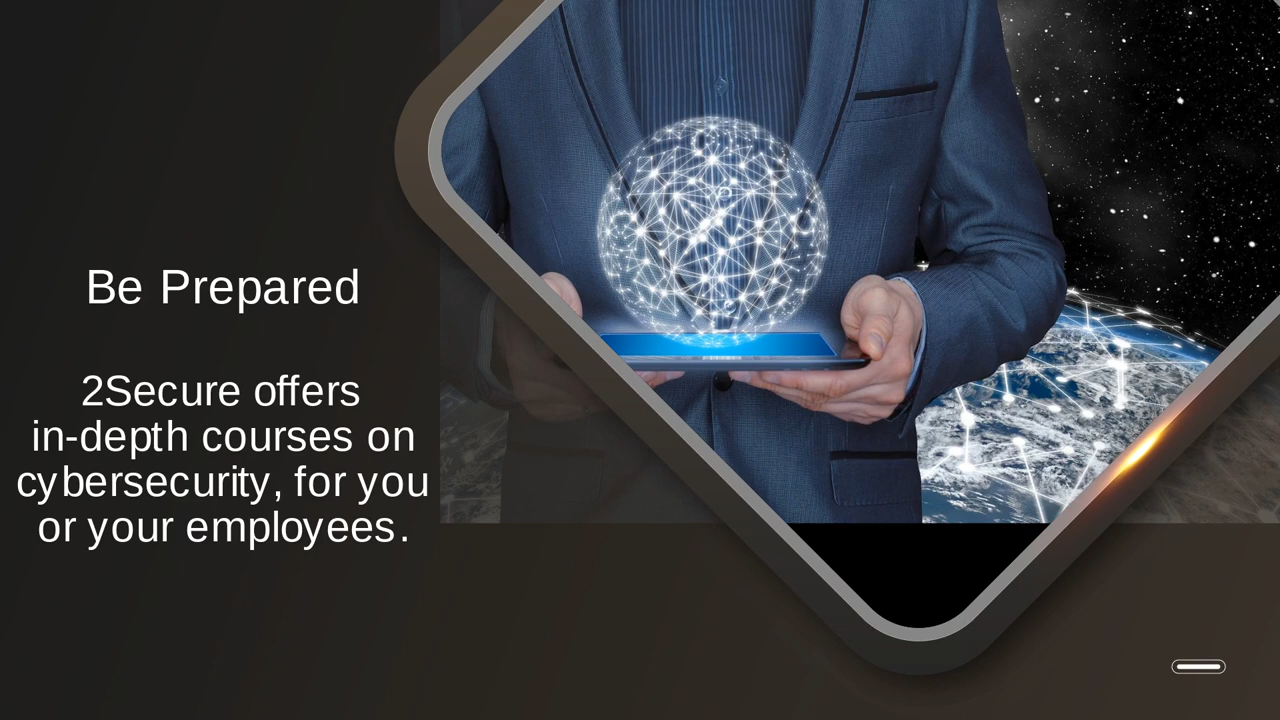 Be Prepared
2Secure offers
in-depth courses on
cybersecurity, for you
or your employees.